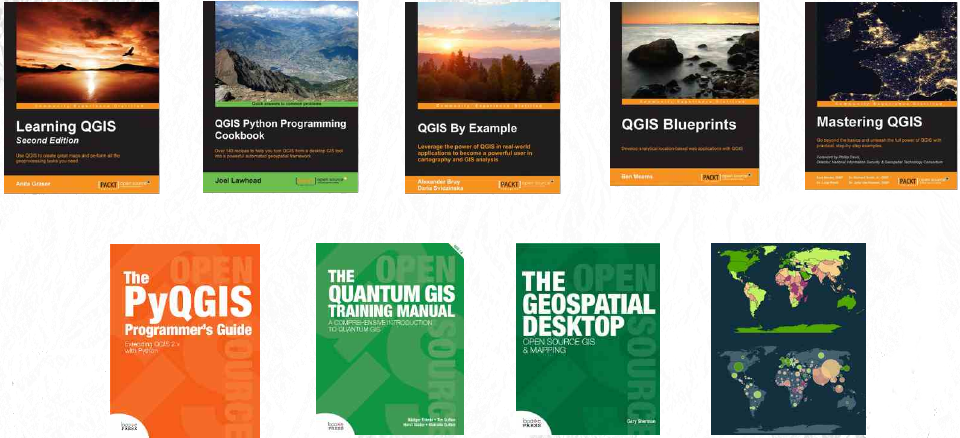 Learning QGIS
Second Edition
Use QGIS to create great maps and perform all the
geoprocessing tasks you need
Anita Graser
PACKT
Quick answers to common problems
QGIS Python Programming
Cookbook
Over 140 recipes to help you turn QGIS from a desktop GIS tool
into a powerful automated geospatial framework
Joel Lawhead
PACKT
Community Experience Distilled
QGIS By Example
Leverage the power of QGIS in real-world
applications to become a powerful user in
cartography and GIS analysis
Alexander Bruy
Daria Svidzinska
PACKT
Community Experience Distilled
QGIS Blueprints
Develop analytical location-based web applications with QGIS
Ben Mearns
PACKT
Community Experience Distilled
Mastering QGIS
Go beyond the basics and unleash the full power of QGIS with
practical, step-by-step examples
PACKT
OPEN
SOURCE
The
PyQGIS
Programmer's Guide
Extending QGIS 2.x
with Python
locate
PRESS
OPEN
SOURCE
THE
QUANTUM GIS
TRAINING MANUAL
A COMPREHENSIVE INTRODUCTION
TO QUANTUM GIS
locate
PRESS
OPEN
SOURCE
THE
GEOSPATIAL
DESKTOP
OPEN SOURCE GIS
& MAPPING
Gary Sherman
locate
PRESS